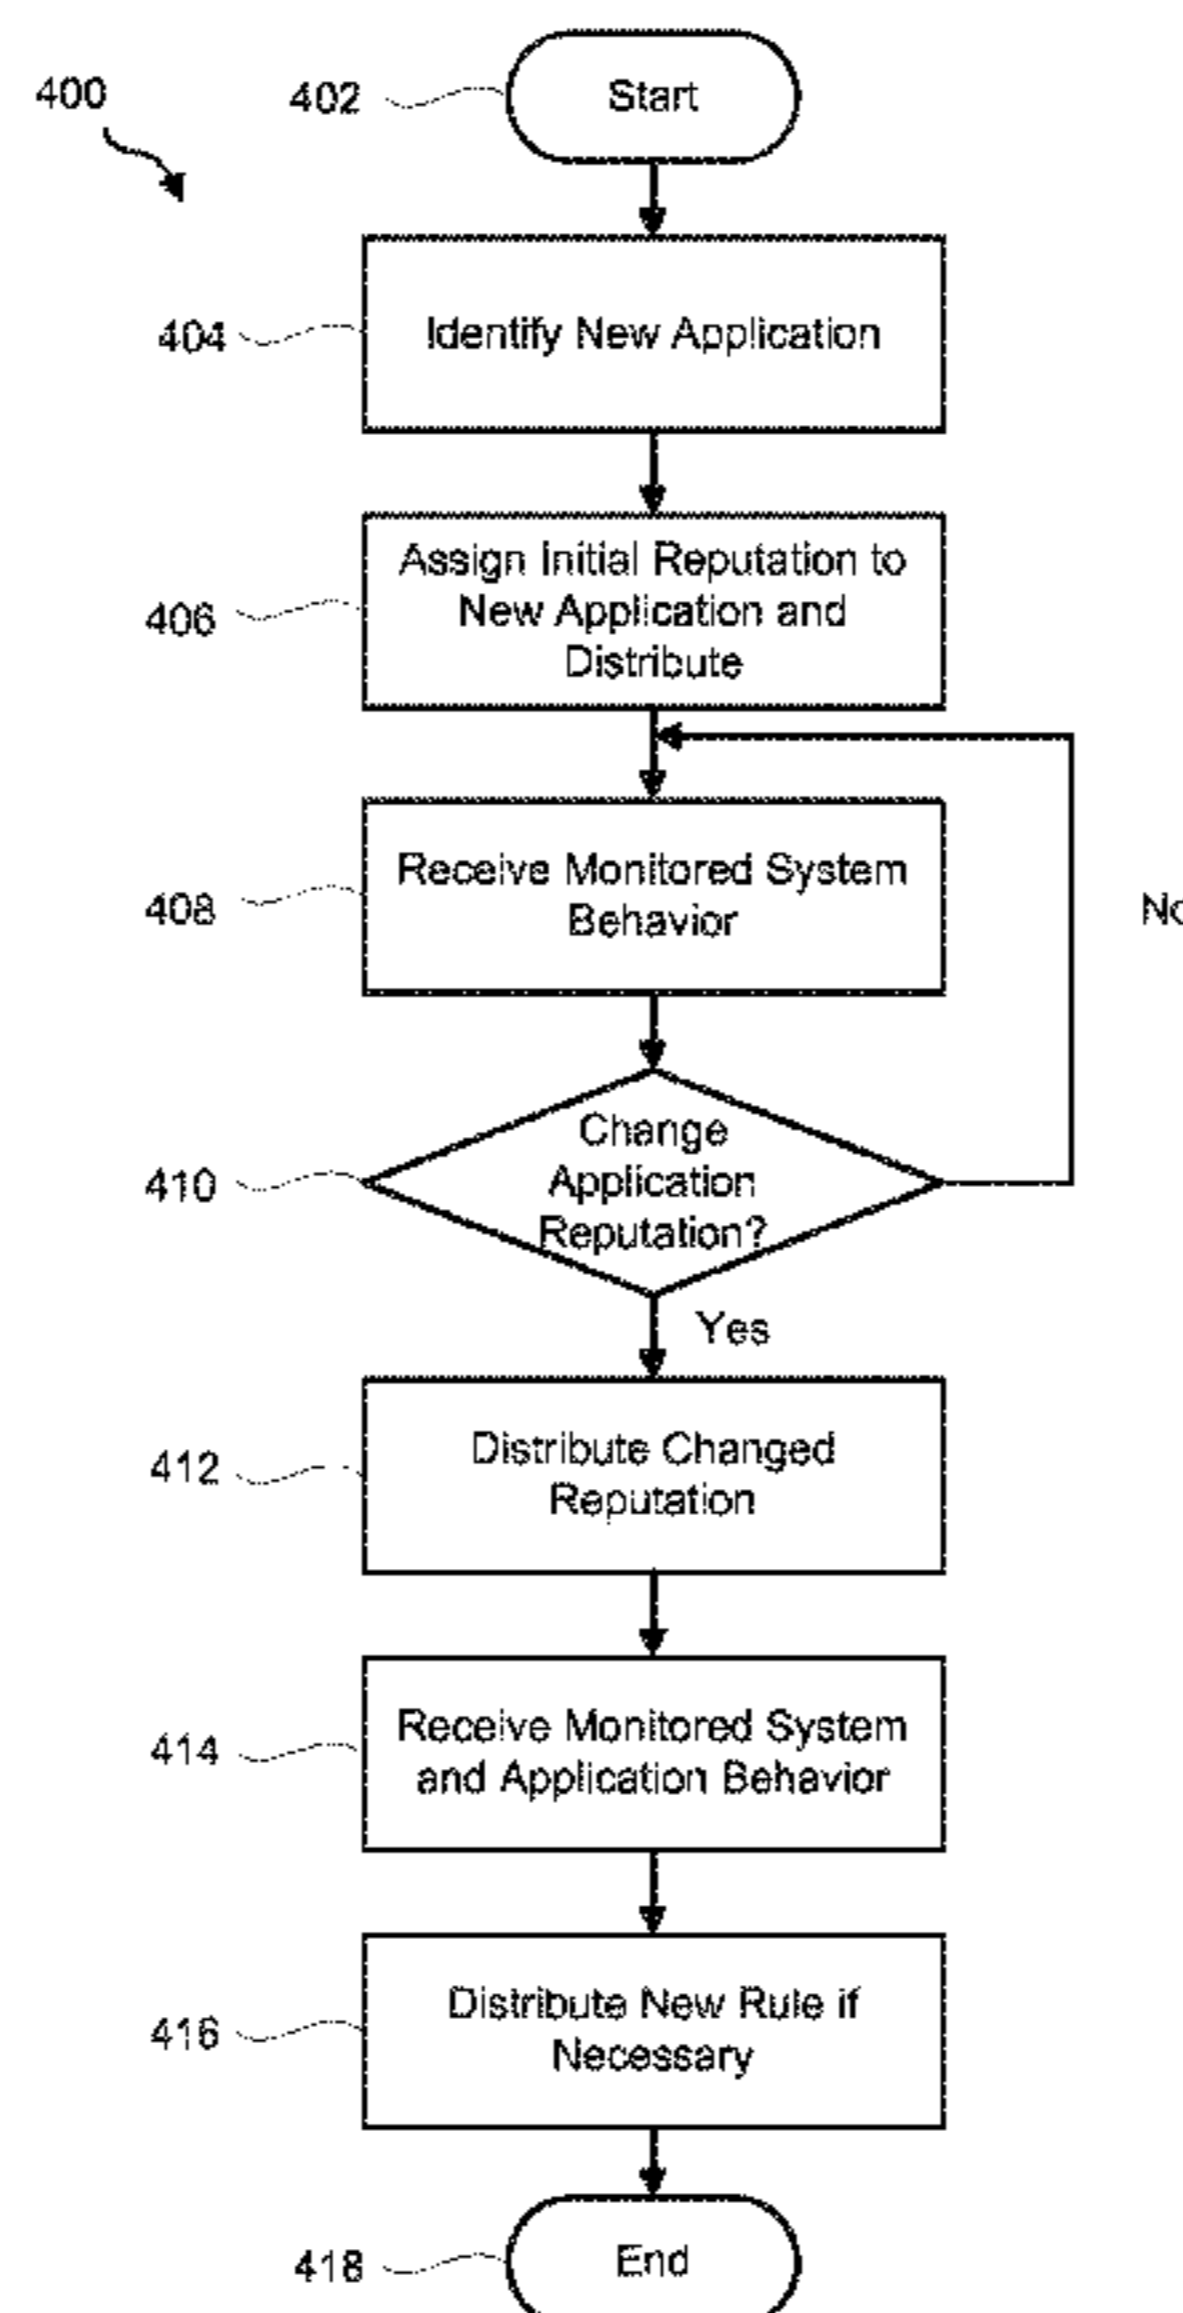 400
402
Start
404
Identify New Application
406
Assign Initial Reputation to
New Application and
Distribute
408
Receive Monitored System
Behavior
No
410
Change
Application
Reputation?
Yes
412
Distribute Changed
Reputation
414
Receive Monitored System
and Application Behavior
416
Distribute New Rule if
Necessary
418
End